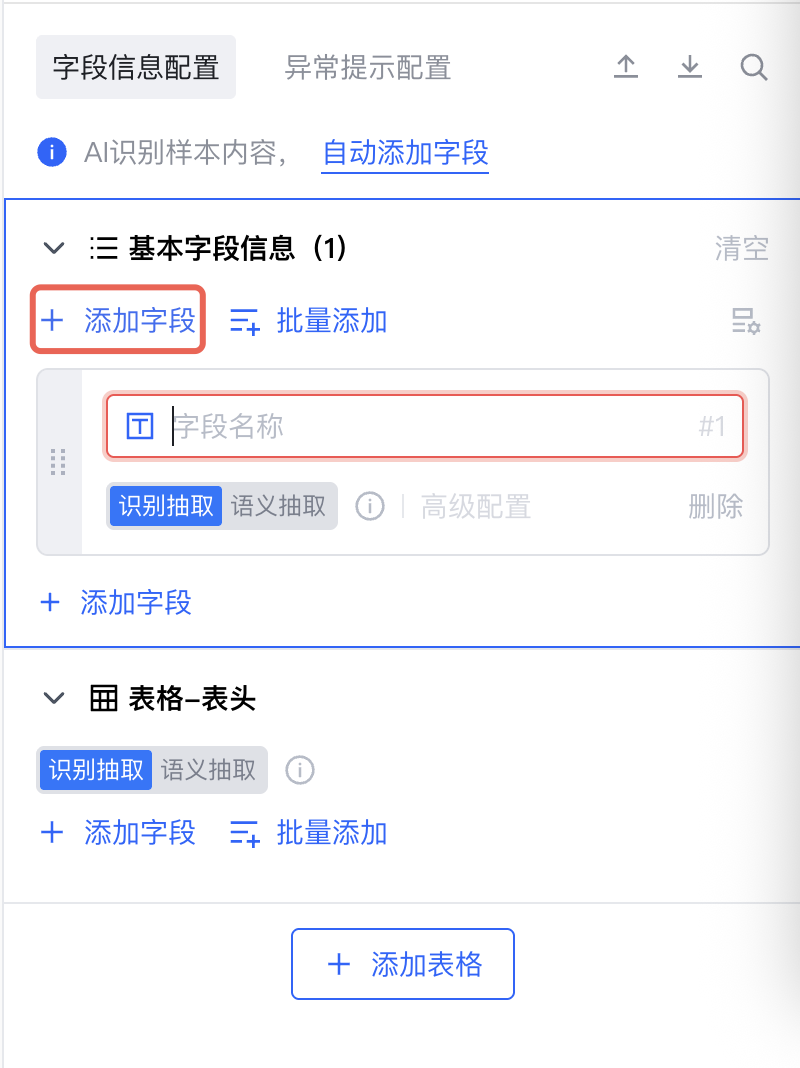 字段信息配置 异常提示配置
AI识别样本内容， 自动添加字段
基本字段信息（1） 清空
添加字段 批量添加
字段名称 #1
识别抽取 语义抽取 高级配置 删除
添加字段
表格–表头
识别抽取 语义抽取
添加字段 批量添加
添加表格